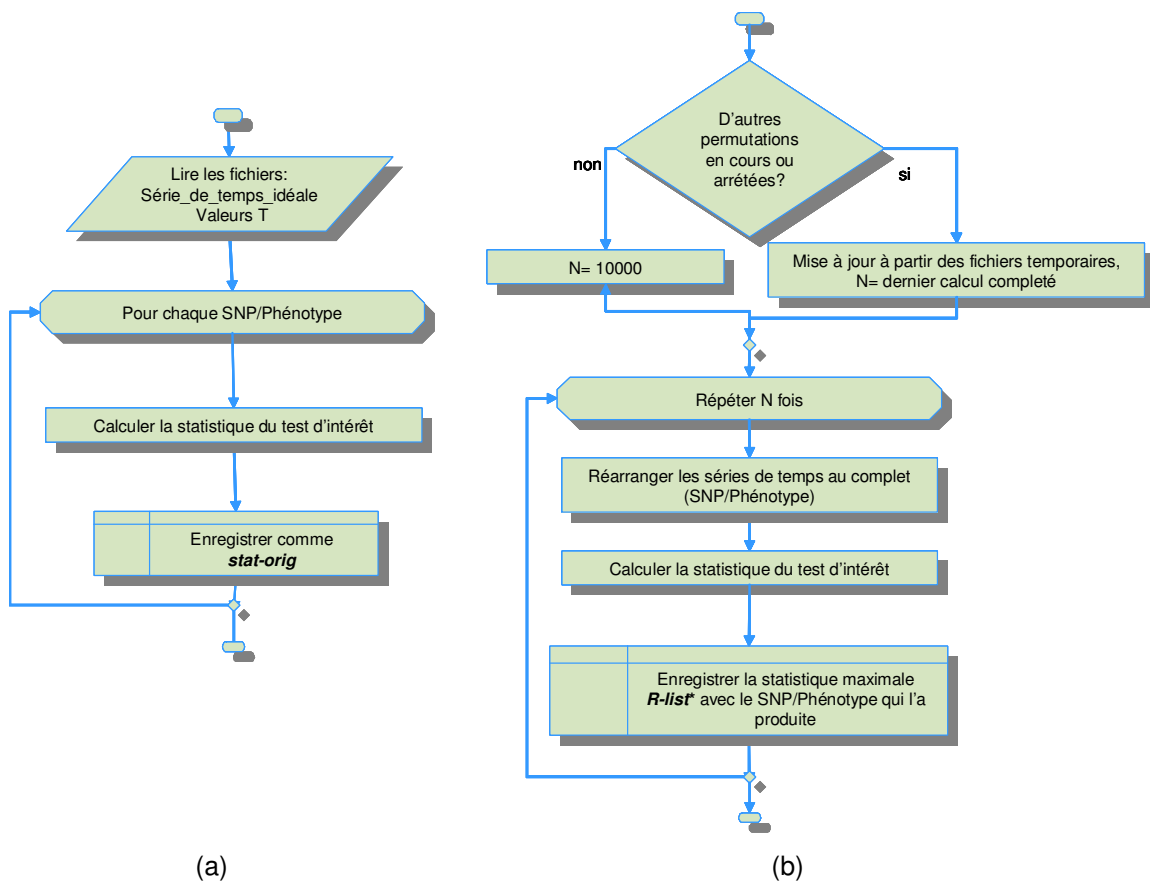 Lire les fichiers:
Série_de_temps_idéale
Valeurs T
Pour chaque SNP/Phénotype
Calculer la statistique du test d'intérêt
Enregistrer comme
stat-orig
(a)
D'autres
permutations
en cours ou
arrétées?
non
si
N= 10000
Mise à jour à partir des fichiers temporaires,
N= dernier calcul completé
Répéter N fois
Réarranger les séries de temps au complet
(SNP/Phénotype)
Calculer la statistique du test d'intérêt
Enregistrer la statistique maximale
R-list* avec le SNP/Phénotype qui l'a
produite
(b)